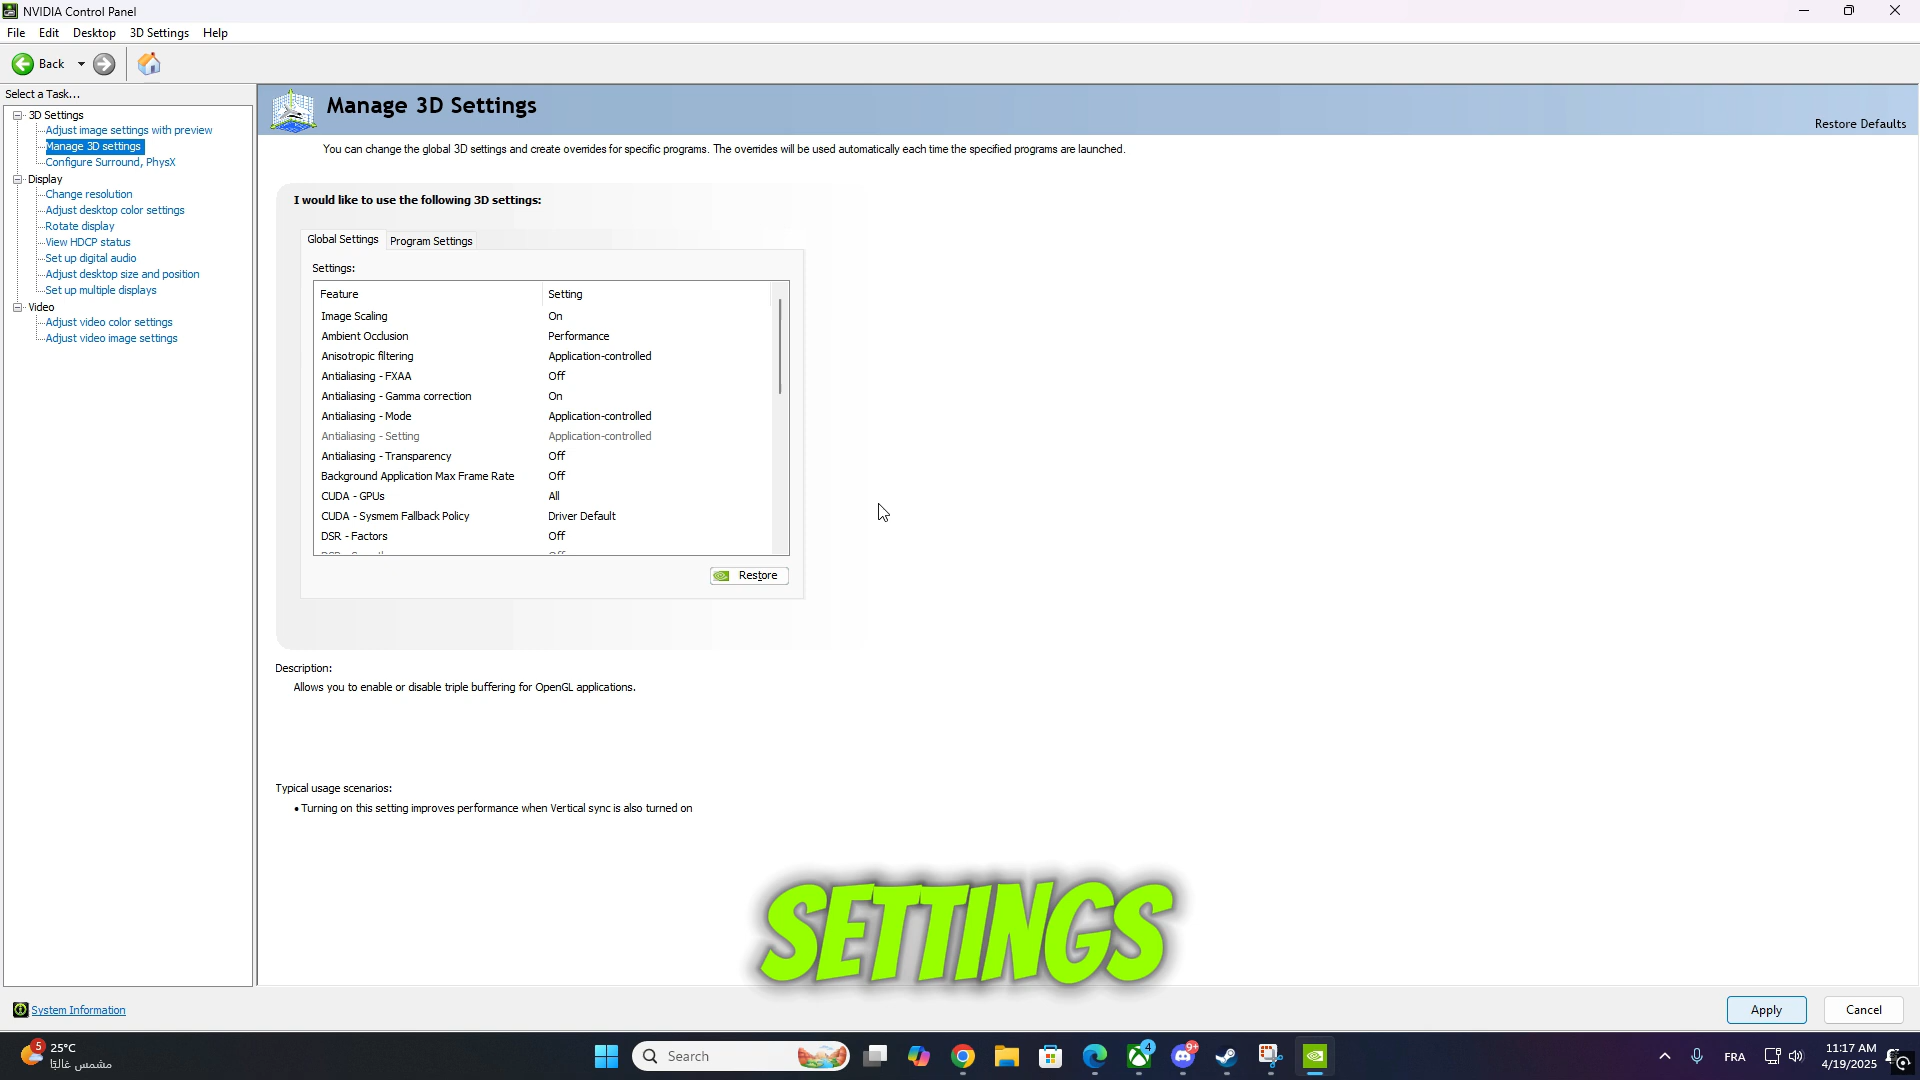 NVIDIA Control Panel
File Edit Desktop 3D Settings Help
Back
Select a Task...
3D Settings
Adjust image settings with preview
Manage 3D settings
Configure Surround, PhysX
Display
Change resolution
Adjust desktop color settings
Rotate display
View HDCP status
Set up digital audio
Adjust desktop size and position
Set up multiple displays
Video
Adjust video color settings
Adjust video image settings
System Information
Manage 3D Settings
Restore Defaults
You can change the global 3D settings and create overrides for specific programs. The overrides will be used automatically each time the specified programs are launched.
I would like to use the following 3D settings:
Global Settings Program Settings
Settings:
Feature Setting
Image Scaling On
Ambient Occlusion Performance
Anisotropic filtering Application-controlled
Antialiasing - FXAA Off
Antialiasing - Gamma correction On
Antialiasing - Mode Application-controlled
Antialiasing - Setting Application-controlled
Antialiasing - Transparency Off
Background Application Max Frame Rate Off
CUDA - GPUs All
CUDA - Sysmem Fallback Policy Driver Default
DSR - Factors Off
Restore
Description:
Allows you to enable or disable triple buffering for OpenGL applications.
Typical usage scenarios:
• Turning on this setting improves performance when Vertical sync is also turned on
SETTINGS
Apply Cancel
5
25°C
مشمس غالبًا
Search
4
9+
FRA
11:17 AM
4/19/2025